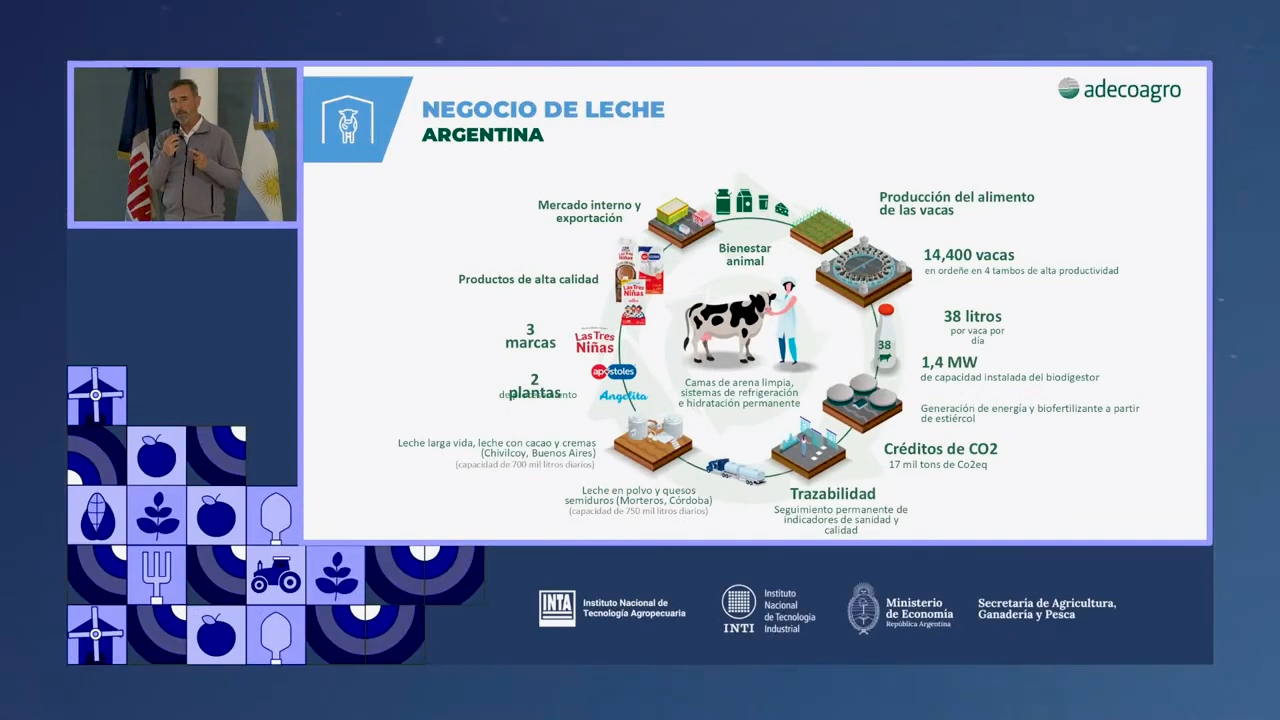 adecoagro
NEGOCIO DE LECHE
ARGENTINA
Mercado interno y
exportación
Producción del alimento
de las vacas
Bienestar
animal
14,400 vacas
en ordeñe en 4 tambos de alta productividad
Productos de alta calidad
Las Tres
Niñas
38 litros
por vaca por
día
38
3
marcas
Las Tres
Niñas
1,4 MW
de capacidad instalada del biodigestor
apóstoles
2
plantas
Angelita
Camas de arena limpia,
sistemas de refrigeración
e hidratación permanente
Generación de energía y biofertilizante a partir
de estiércol
Leche larga vida, leche con cacao y cremas
(Chivilcoy, Buenos Aires)
(capacidad de 700 mil litros diarios)
Créditos de CO2
17 mil tons de Co2eq
Leche en polvo y quesos
semiduros (Morteros, Córdoba)
(capacidad de 750 mil litros diarios)
Trazabilidad
Seguimiento permanente de
indicadores de sanidad y
calidad
INTA
Instituto Nacional de
Tecnología Agropecuaria
INTI
Instituto
Nacional
de Tecnología
Industrial
Ministerio
de Economía
República Argentina
Secretaría de Agricultura,
Ganadería y Pesca